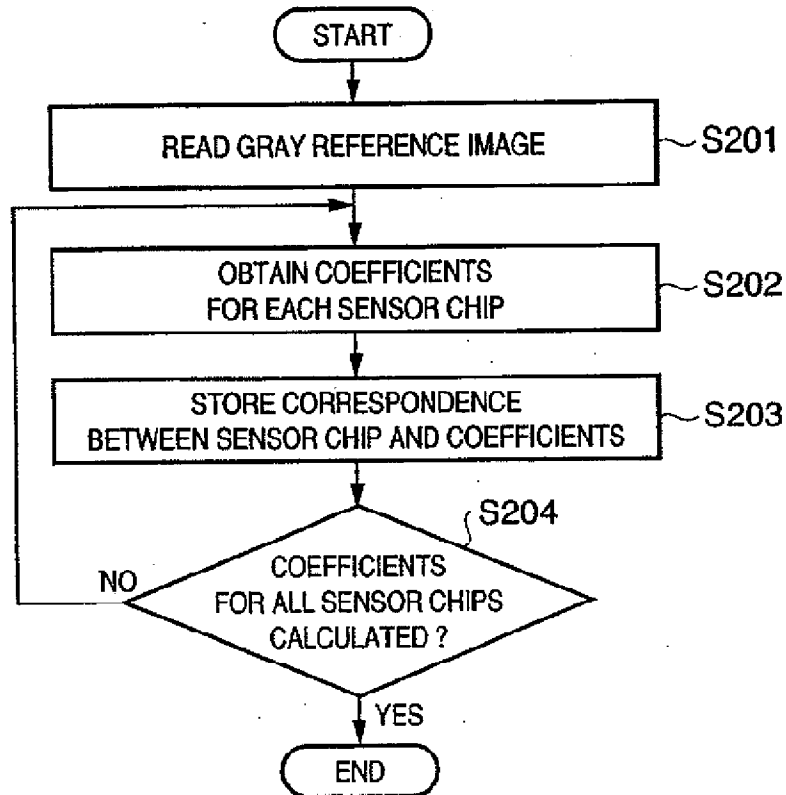 START
READ GRAY REFERENCE IMAGE
S201
OBTAIN COEFFICIENTS
FOR EACH SENSOR CHIP
S202
STORE CORRESPONDENCE
BETWEEN SENSOR CHIP AND COEFFICIENTS
S203
S204
COEFFICIENTS
FOR ALL SENSOR CHIPS
CALCULATED ?
NO
YES
END